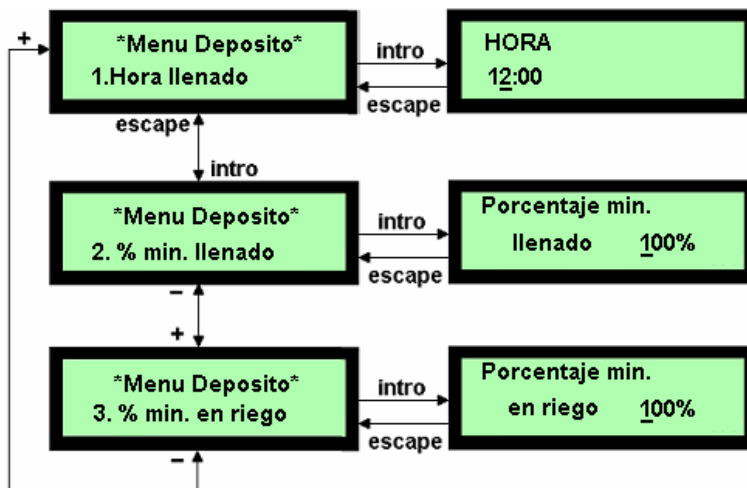 +
*Menu Deposito*
1.Hora llenado
intro
escape
HORA
12:00
escape
intro
*Menu Deposito*
2. % min. llenado
intro
escape
Porcentaje min.
llenado 100%
−
+
*Menu Deposito*
3. % min. en riego
intro
escape
Porcentaje min.
en riego 100%
−